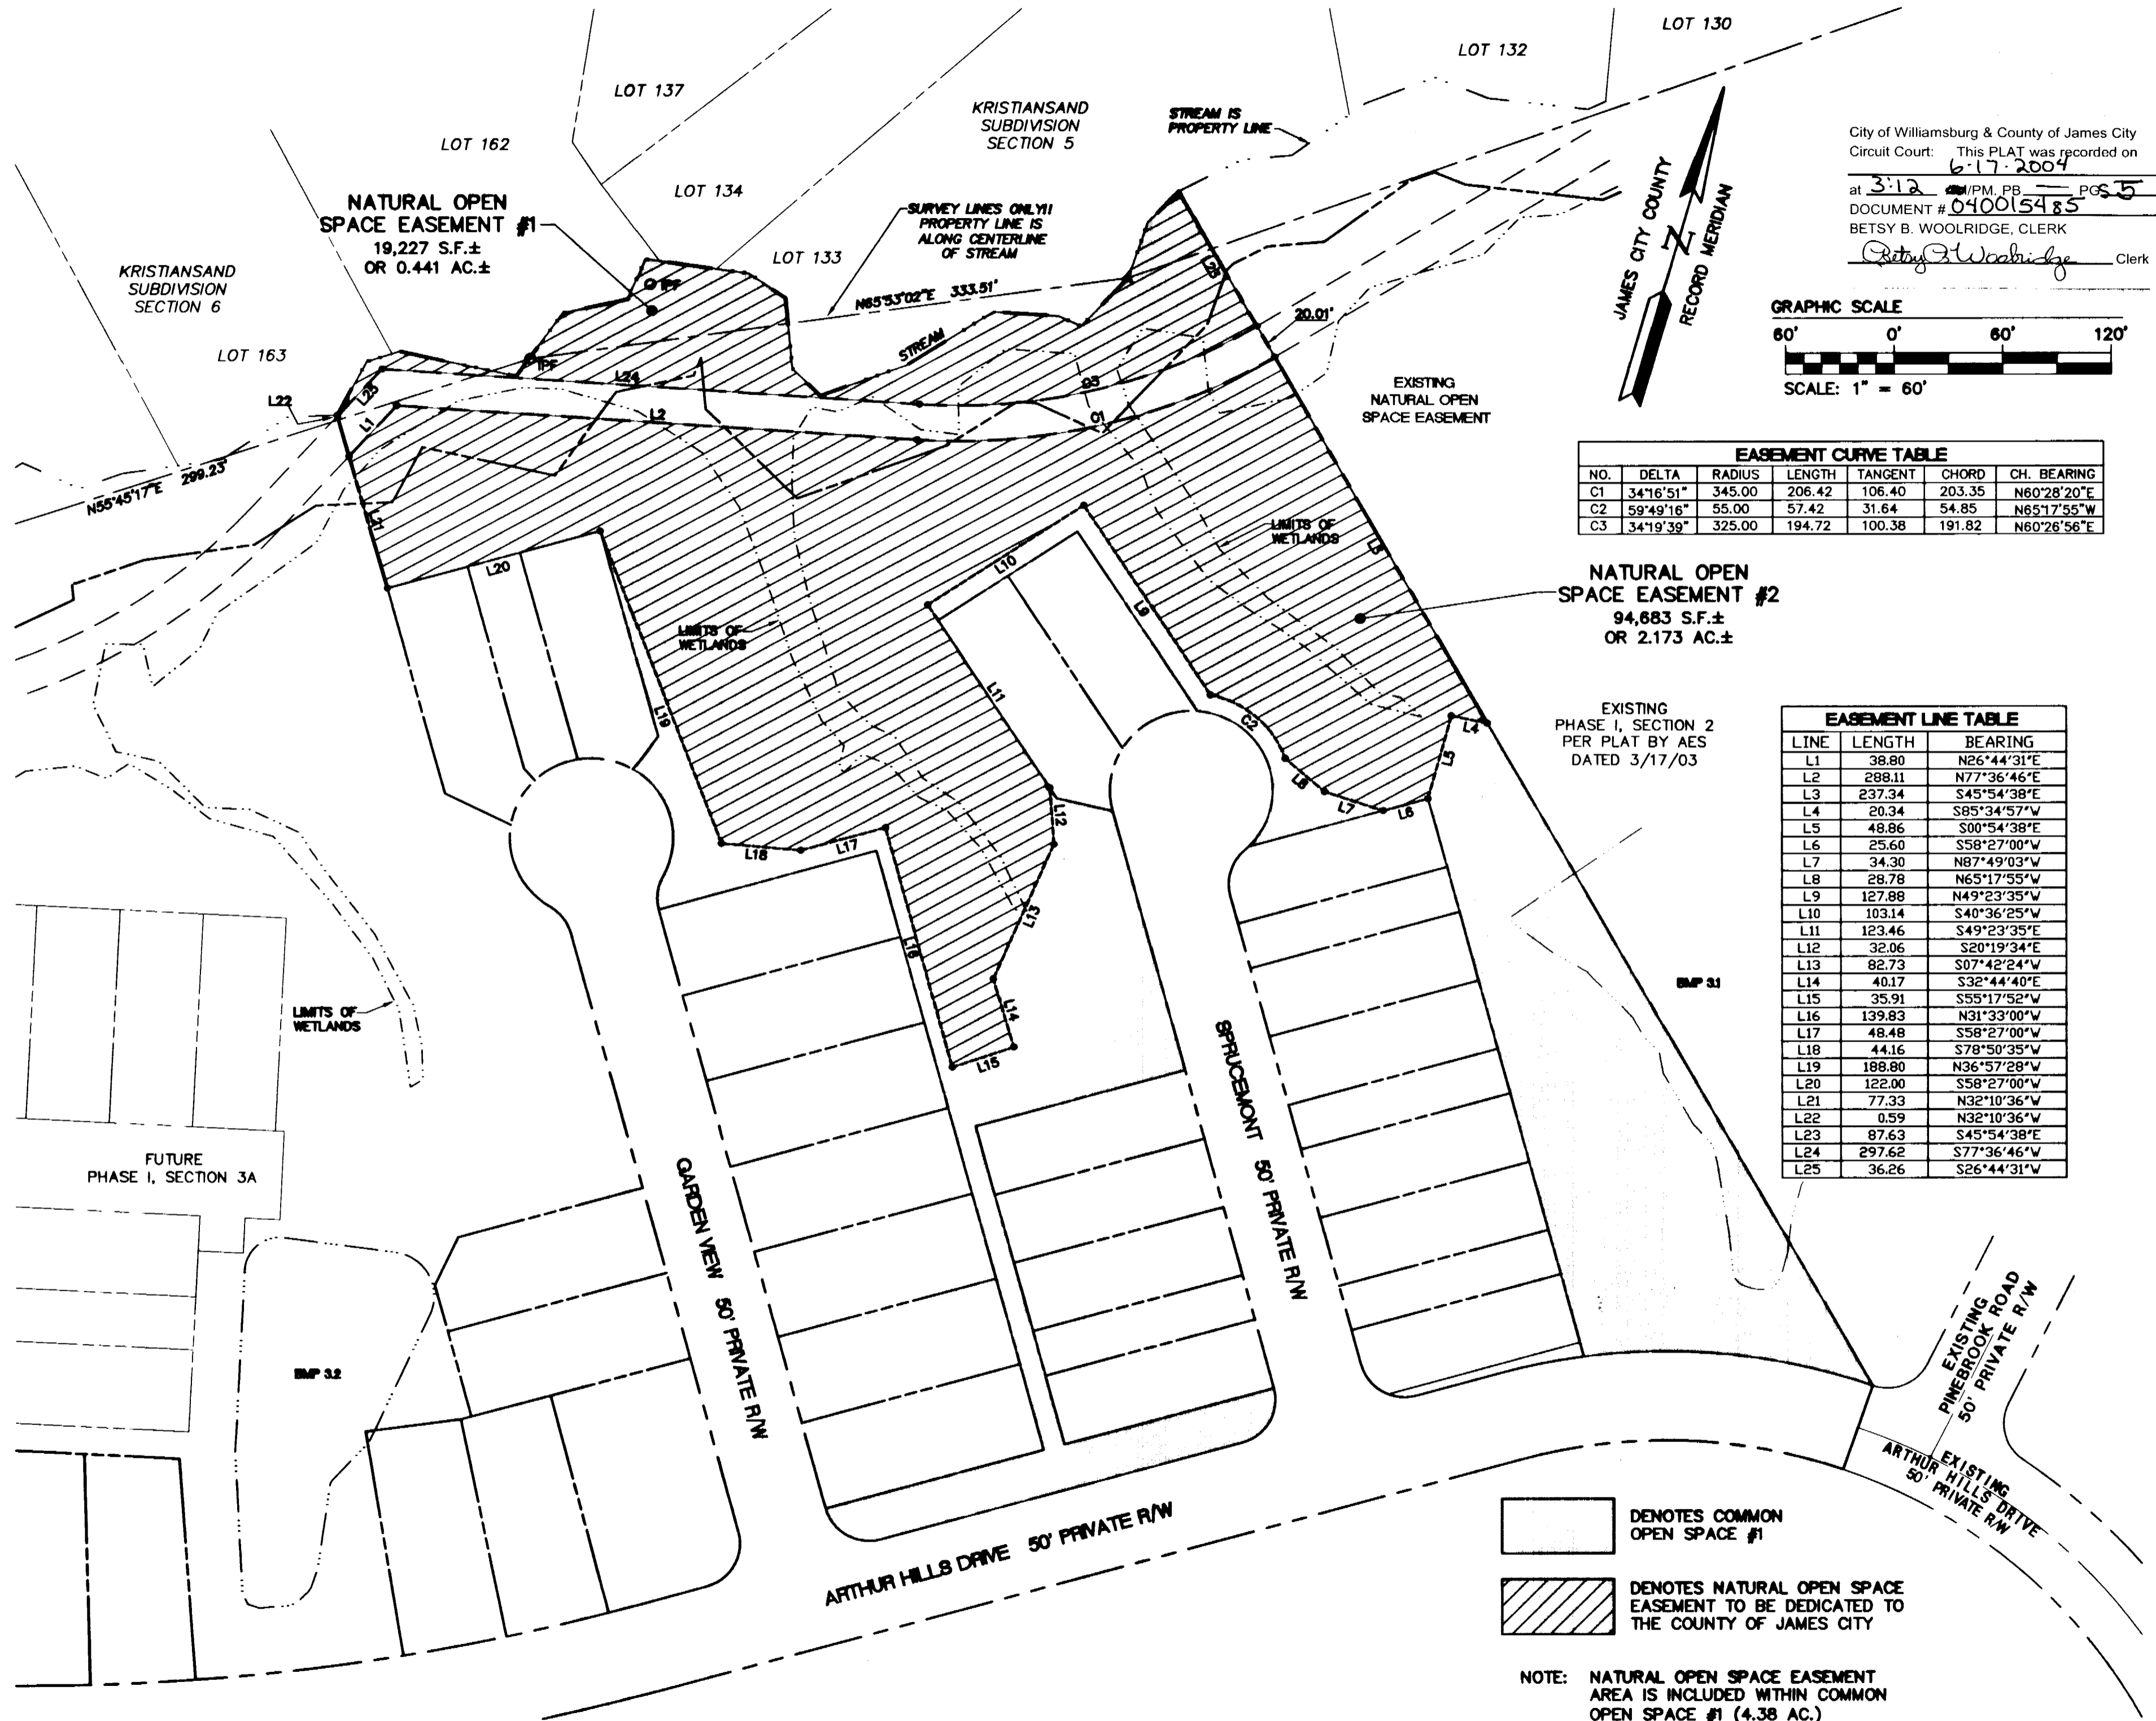 LOT 130
LOT 132
LOT 137
LOT 162
LOT 134
LOT 133
LOT 163
KRISTIANSAND
SUBDIVISION
SECTION 5
STREAM IS
PROPERTY LINE
NATURAL OPEN
SPACE EASEMENT #1
19,227 S.F.±
OR 0.441 AC.±
SURVEY LINES ONLY!!
PROPERTY LINE IS
ALONG CENTERLINE
OF STREAM
KRISTIANSAND
SUBDIVISION
SECTION 6
IPF
IPF
N65°53'02"E 333.51'
STREAM
20.01'
L25
L23
L24
L22
L1
L2
C3
C1
N55°45'17"E 299.23'
L21
L20
L10
L9
L3
LIMITS OF
WETLANDS
LIMITS OF
WETLANDS
L19
L11
C2
L4
L5
L8
L7
L6
L12
L18
L17
L13
L16
L14
L15
LIMITS OF
WETLANDS
EXISTING
NATURAL OPEN
SPACE EASEMENT
JAMES CITY COUNTY
N
RECORD MERIDIAN
City of Williamsburg & County of James City
Circuit Court: This PLAT was recorded on
6-17-2004
at 3:12 /PM. PB — PGS 5
DOCUMENT # 040015485
BETSY B. WOOLRIDGE, CLERK
Betsy B. Woolridge Clerk
GRAPHIC SCALE
60' 0' 60' 120'
SCALE: 1" = 60'
EASEMENT CURVE TABLE
NO. DELTA RADIUS LENGTH TANGENT CHORD CH. BEARING
C1 34°16'51" 345.00 206.42 106.40 203.35 N60°28'20"E
C2 59°49'16" 55.00 57.42 31.64 54.85 N65°17'55"W
C3 34°19'39" 325.00 194.72 100.38 191.82 N60°26'56"E
NATURAL OPEN
SPACE EASEMENT #2
94,683 S.F.±
OR 2.173 AC.±
EXISTING
PHASE I, SECTION 2
PER PLAT BY AES
DATED 3/17/03
EASEMENT LINE TABLE
LINE LENGTH BEARING
L1 38.80 N26°44'31"E
L2 288.11 N77°36'46"E
L3 237.34 S45°54'38"E
L4 20.34 S85°34'57"W
L5 48.86 S00°54'38"E
L6 25.60 S58°27'00"W
L7 34.30 N87°49'03"W
L8 28.78 N65°17'55"W
L9 127.88 N49°23'35"W
L10 103.14 S40°36'25"W
L11 123.46 S49°23'35"E
L12 32.06 S20°19'34"E
L13 82.73 S07°42'24"W
L14 40.17 S32°44'40"E
L15 35.91 S55°17'52"W
L16 139.83 N31°33'00"W
L17 48.48 S58°27'00"W
L18 44.16 S78°50'35"W
L19 188.80 N36°57'28"W
L20 122.00 S58°27'00"W
L21 77.33 N32°10'36"W
L22 0.59 N32°10'36"W
L23 87.63 S45°54'38"E
L24 297.62 S77°36'46"W
L25 36.26 S26°44'31"W
BMP 3.1
FUTURE
PHASE I, SECTION 3A
BMP 3.2
GARDEN VIEW 50' PRIVATE R/W
SPRUCEMONT 50' PRIVATE R/W
ARTHUR HILLS DRIVE 50' PRIVATE R/W
EXISTING
PINEBROOK ROAD
50' PRIVATE R/W
EXISTING
ARTHUR HILLS DRIVE
50' PRIVATE R/W
DENOTES COMMON
OPEN SPACE #1
DENOTES NATURAL OPEN SPACE
EASEMENT TO BE DEDICATED TO
THE COUNTY OF JAMES CITY
NOTE: NATURAL OPEN SPACE EASEMENT
AREA IS INCLUDED WITHIN COMMON
OPEN SPACE #1 (4.38 AC.)